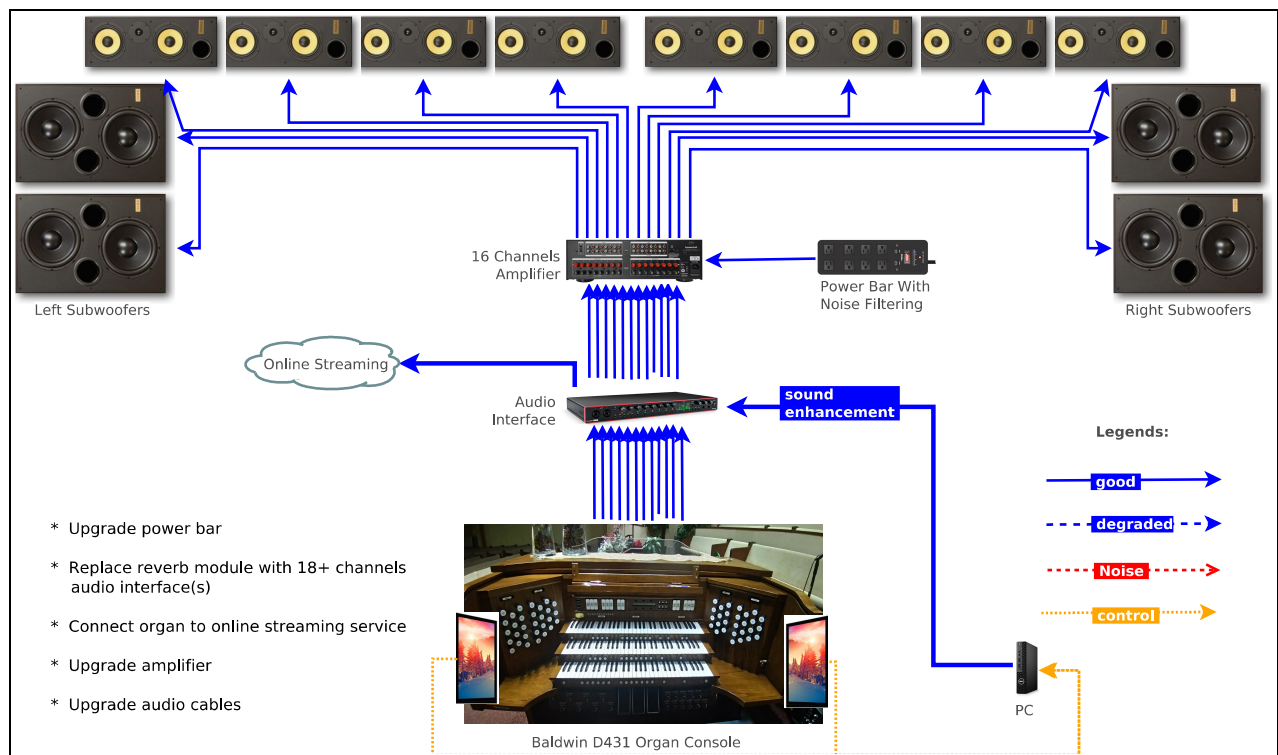 16 Channels
Amplifier
Power Bar With
Noise Filtering
Left Subwoofers
Right Subwoofers
Online Streaming
Audio
Interface
sound
enhancement
Legends:
good
degraded
Noise
control
* Upgrade power bar
* Replace reverb module with 18+ channels
audio interface(s)
* Connect organ to online streaming service
* Upgrade amplifier
* Upgrade audio cables
PC
Baldwin D431 Organ Console